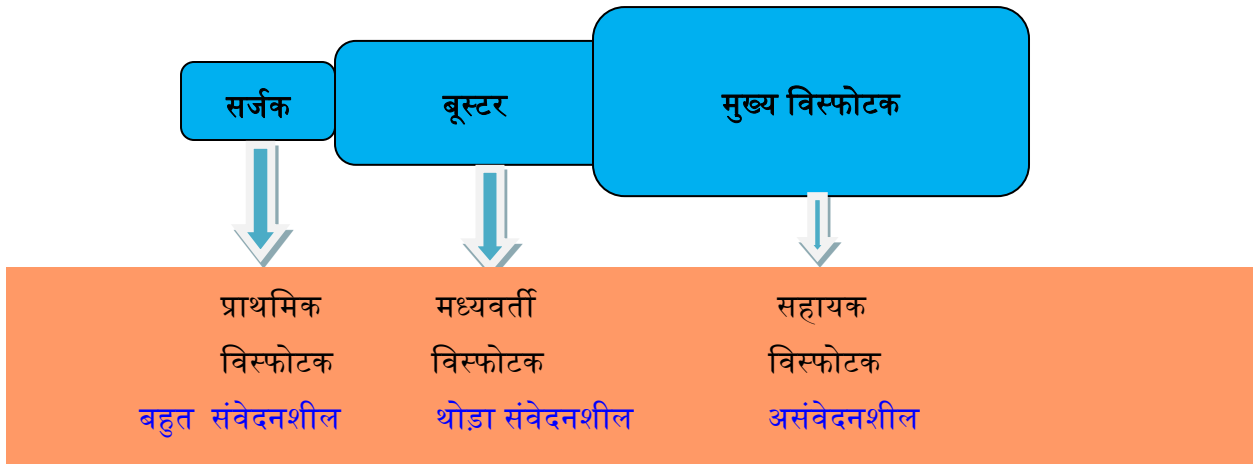 सर्जक
बूस्टर
मुख्य विस्फोटक
प्राथमिक मध्यवर्ती सहायक
विस्फोटक विस्फोटक विस्फोटक
बहुत संवेदनशील थोड़ा संवेदनशील असंवेदनशील